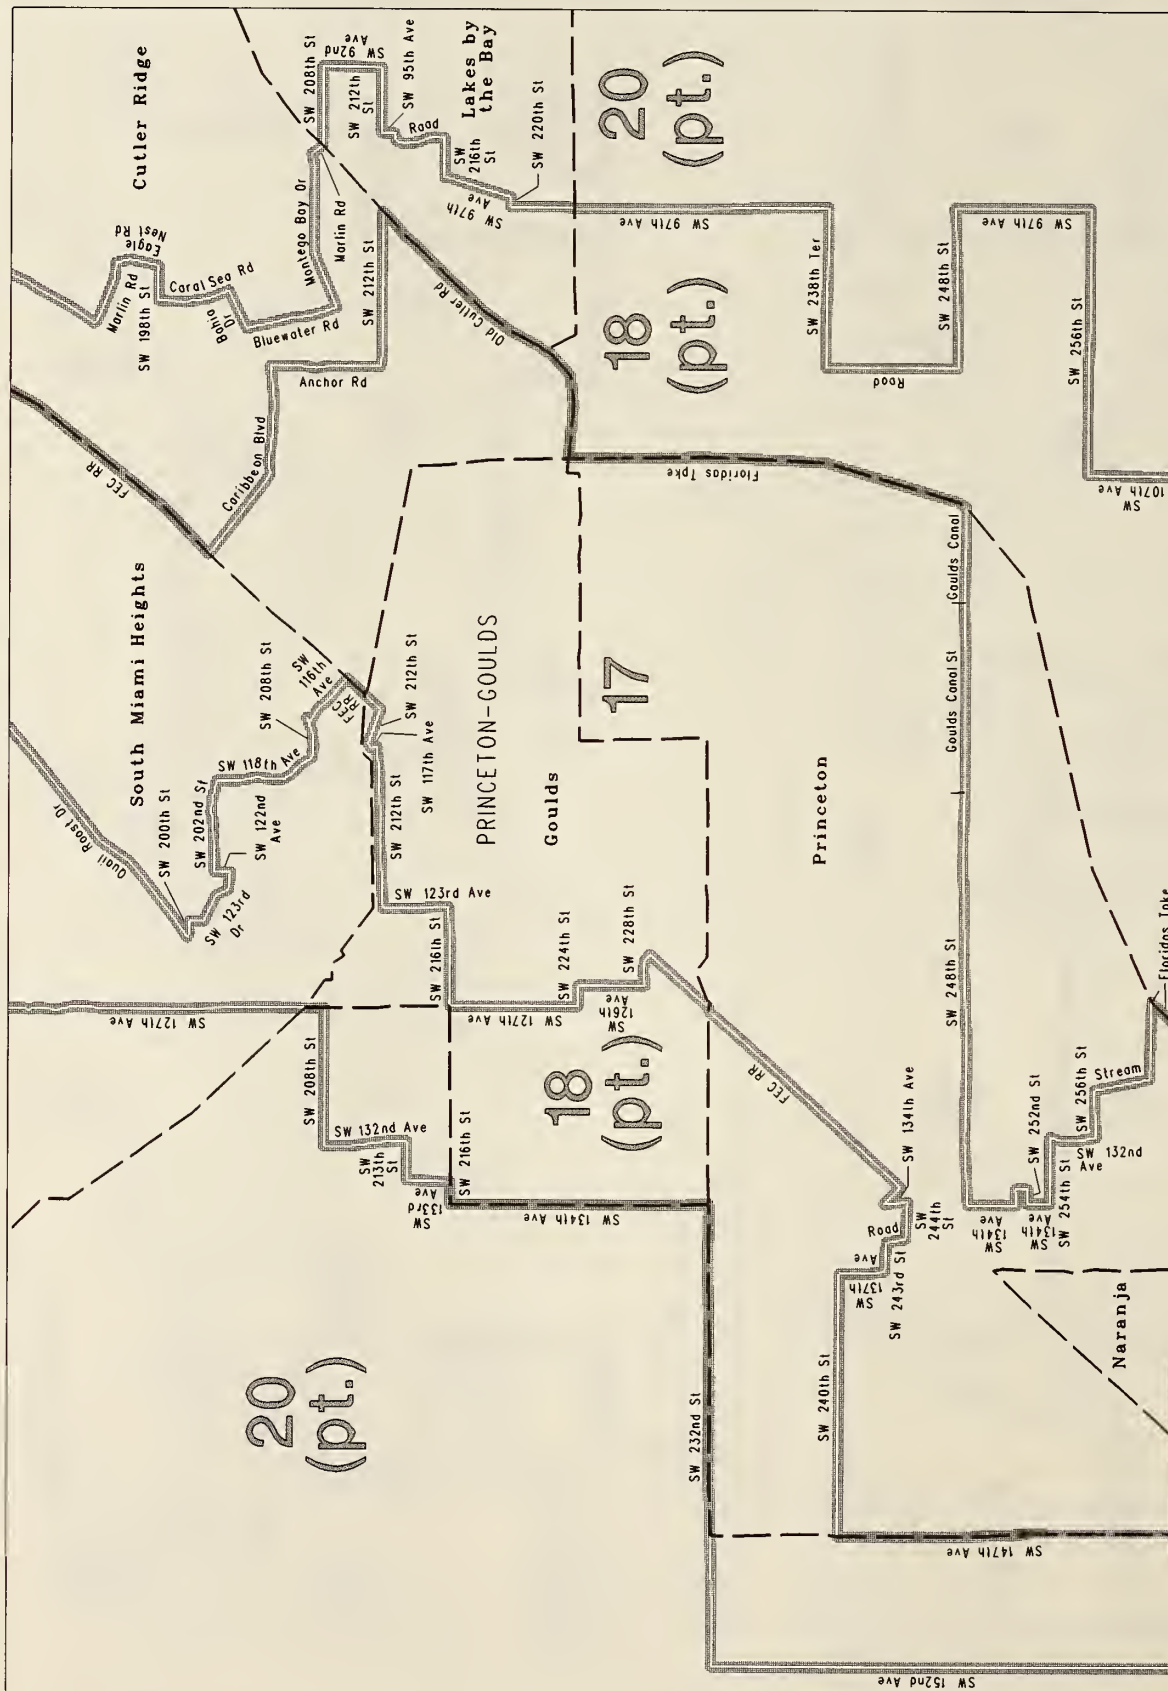 Quail Roost Dr
SW 127th Ave
FEC RR
Marlin Rd
Eagle
Nest Rd
Cutler Ridge
South Miami Heights
SW 198th St
SW 200th St
SW 202nd St
Coral Sea Rd
Bahia
Dr
SW 123rd
Dr
Caribbean Blvd
Bluewater Rd
SW 118th Ave
SW 122nd
Ave
SW 208th St
20
(pt.)
SW 208th St
SW
116th
Ave
Anchor Rd
Montego Bay Dr
SW 208th St
Marlin Rd
FEC
RR
SW 92nd
Ave
SW 212th
St
SW 132nd Ave
SW
213th
St
SW 212th St
SW 212th St
SW 212th St
SW 95th Ave
SW 117th Ave
SW 133rd
Ave
SW 123rd Ave
Road
SW 216th St
SW 216th St
SW
216th
St
Lakes by
the Bay
PRINCETON-GOULDS
Old Cutler Rd
SW 97th
Ave
SW 220th St
SW 134th Ave
SW 127th Ave
Goulds
SW 224th St
18
(pt.)
SW 126th
Ave
SW 228th St
17
18
(pt.)
20
(pt.)
SW 97th Ave
Floridas Tpke
SW 232nd St
FEC RR
Princeton
SW 238th Ter
SW 240th St
SW 137th
Ave
Road
SW 243rd St
SW 134th Ave
SW
244th
St
Road
SW 152nd Ave
SW 147th Ave
SW 248th St
Goulds Canal St
Goulds Canal
SW 248th St
SW
134th
Ave
SW
134th
Ave
SW 252nd St
SW 254th St
SW 97th Ave
SW 256th St
SW 132nd
Ave
SW 256th St
Naranja
Stream
SW 107th Ave
Floridas Tpke